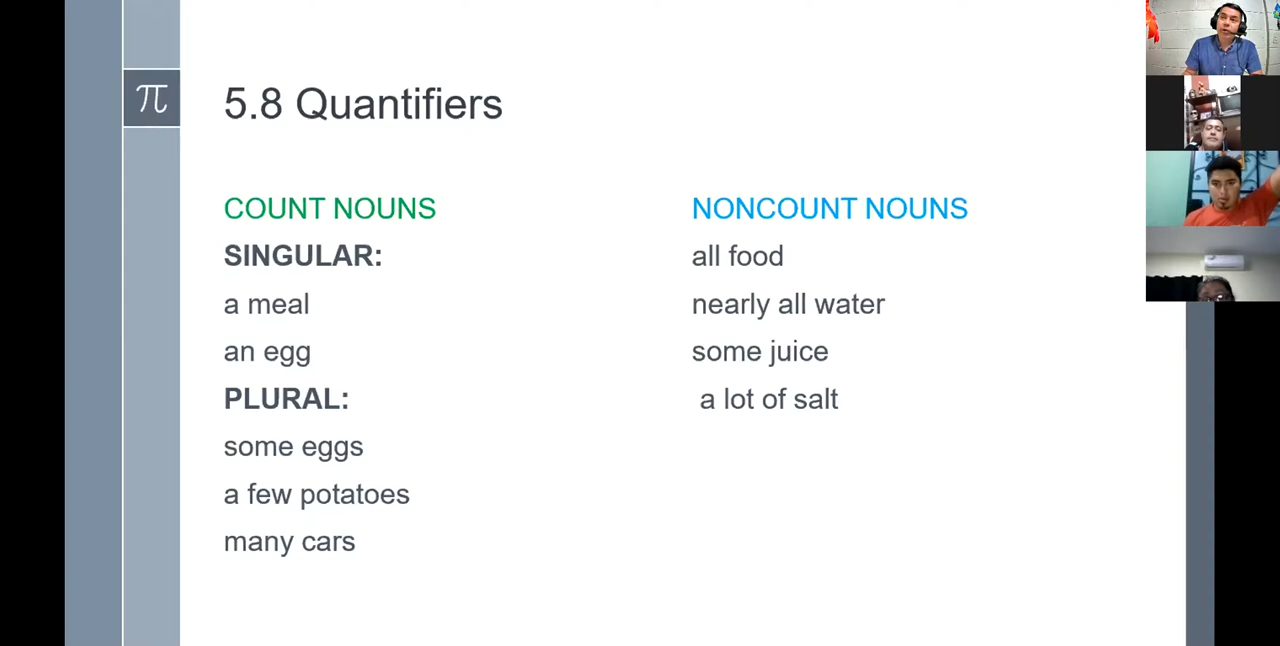 π
5.8 Quantifiers
COUNT NOUNS
SINGULAR:
a meal
an egg
PLURAL:
some eggs
a few potatoes
many cars
NONCOUNT NOUNS
all food
nearly all water
some juice
a lot of salt